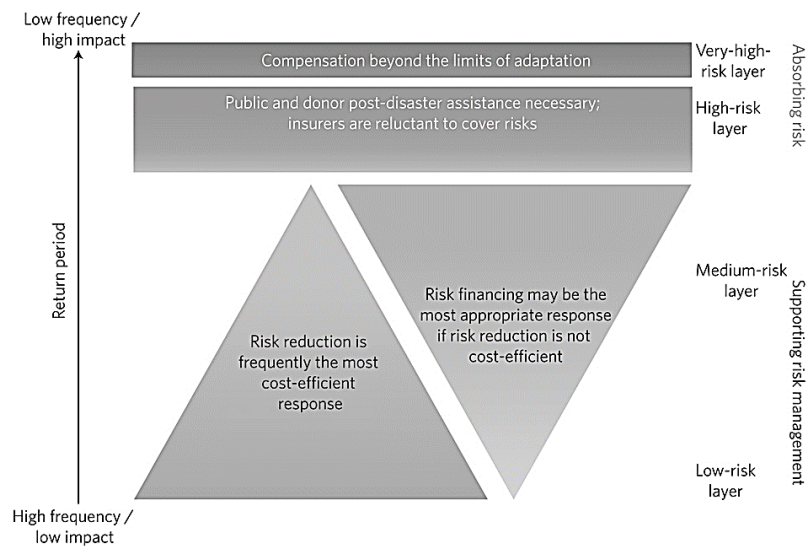 Low frequency /
high impact
Compensation beyond the limits of adaptation
Very-high-
risk layer
Public and donor post-disaster assistance necessary;
insurers are reluctant to cover risks
High-risk
layer
Absorbing risk
Return period
Risk reduction is
frequently the most
cost-efficient
response
Risk financing may be the
most appropriate response
if risk reduction is not
cost-efficient
Medium-risk
layer
Supporting risk management
Low-risk
layer
High frequency /
low impact